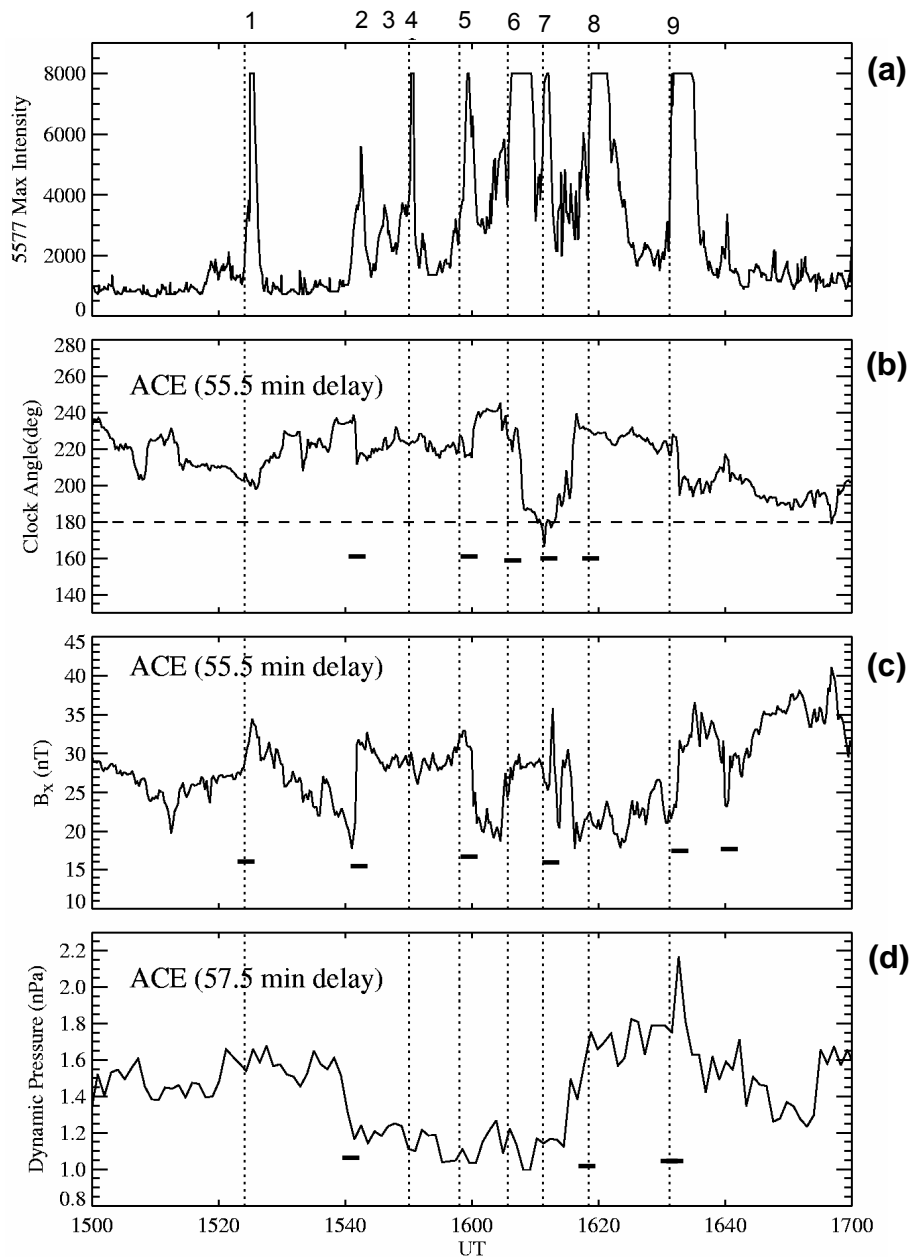 1 2 3 4 5 6 7 8 9
(a)
8000
6000
4000
2000
0
5577 Max Intensity
(b)
ACE (55.5 min delay)
280
260
240
220
200
180
160
140
Clock Angle(deg)
(c)
ACE (55.5 min delay)
45
40
35
30
25
20
15
10
BX (nT)
(d)
ACE (57.5 min delay)
2.2
2.0
1.8
1.6
1.4
1.2
1.0
0.8
Dynamic Pressure (nPa)
1500 1520 1540 1600 1620 1640 1700
UT